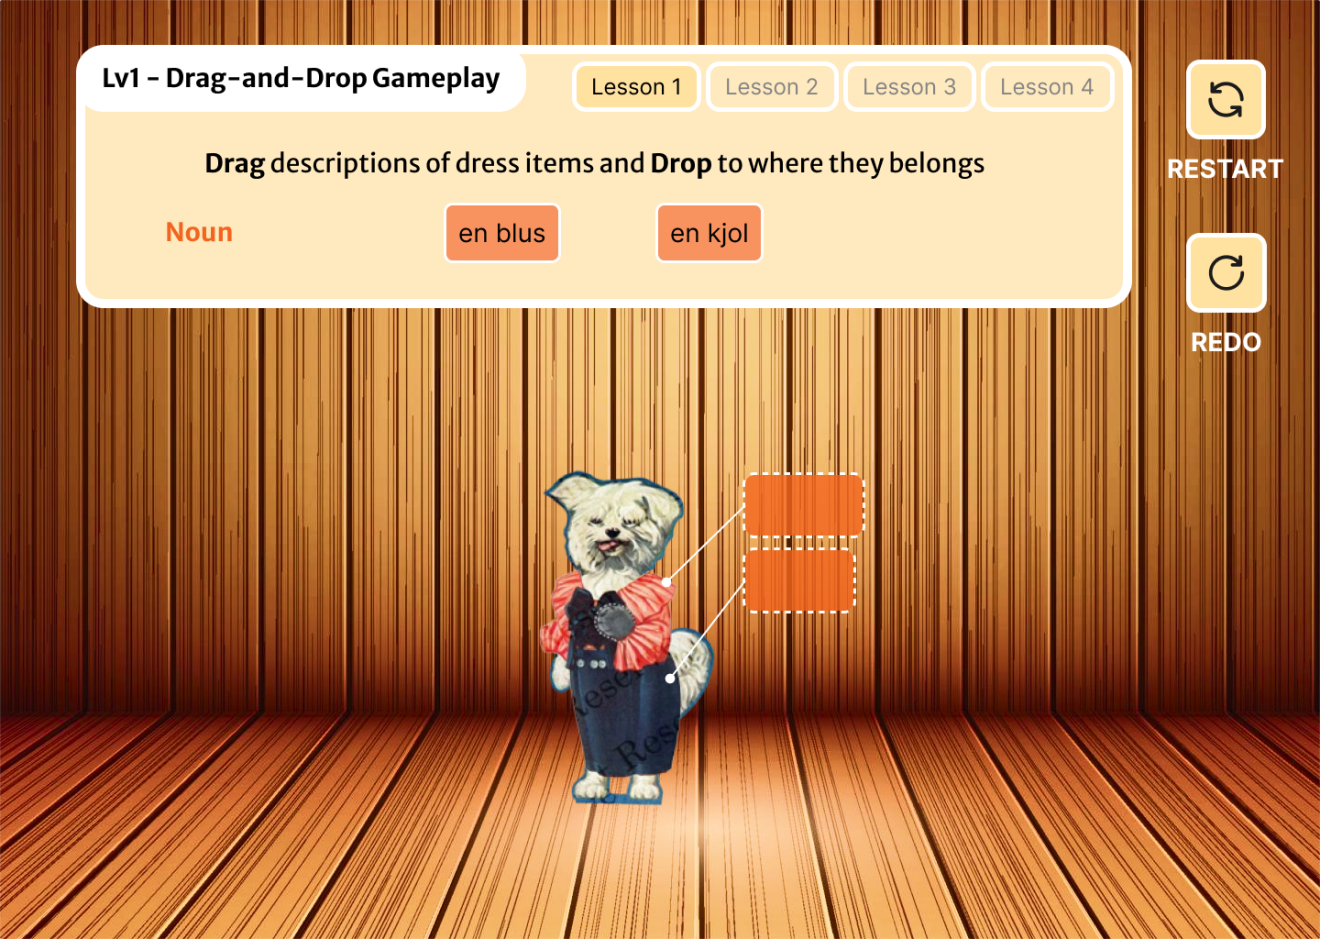 Lv1 - Drag-and-Drop Gameplay
Lesson 1
Lesson 2
Lesson 3
Lesson 4
Drag descriptions of dress items and Drop to where they belongs
Noun
en blus
en kjol
RESTART
REDO